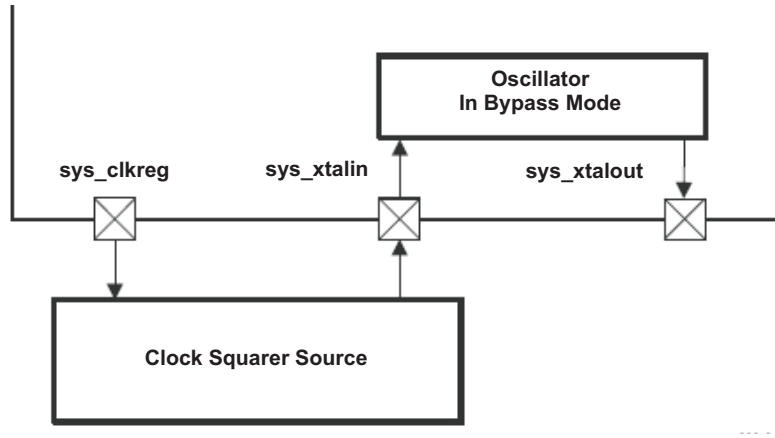 Oscillator
In Bypass Mode
sys_clkreg
sys_xtalin
sys_xtalout
Clock Squarer Source